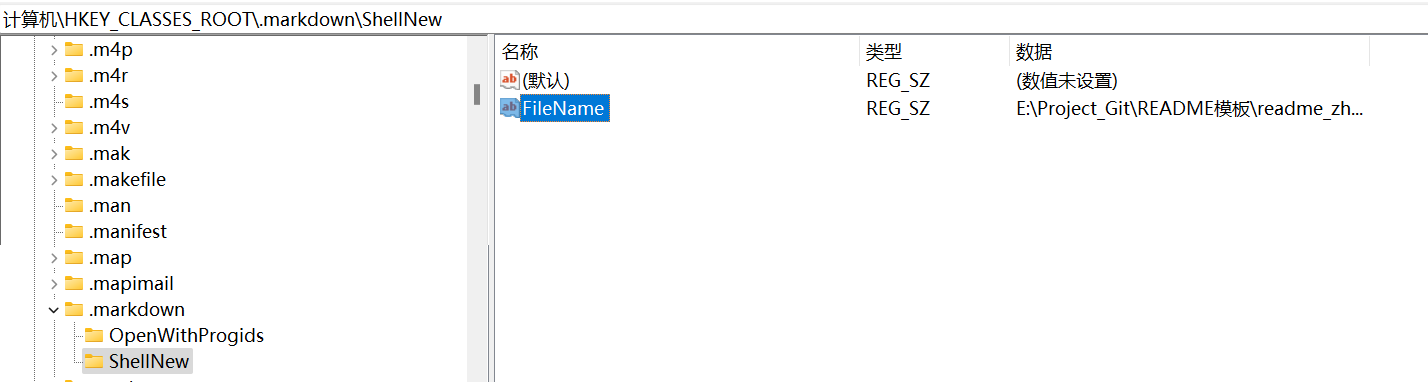 计算机\HKEY_CLASSES_ROOT\.markdown\ShellNew
.m4p
.m4r
.m4s
.m4v
.mak
.makefile
.man
.manifest
.map
.mapimail
.markdown
OpenWithProgids
ShellNew
名称 类型 数据
ab (默认) REG_SZ (数值未设置)
ab FileName REG_SZ E:\Project_Git\README模板\readme_zh...